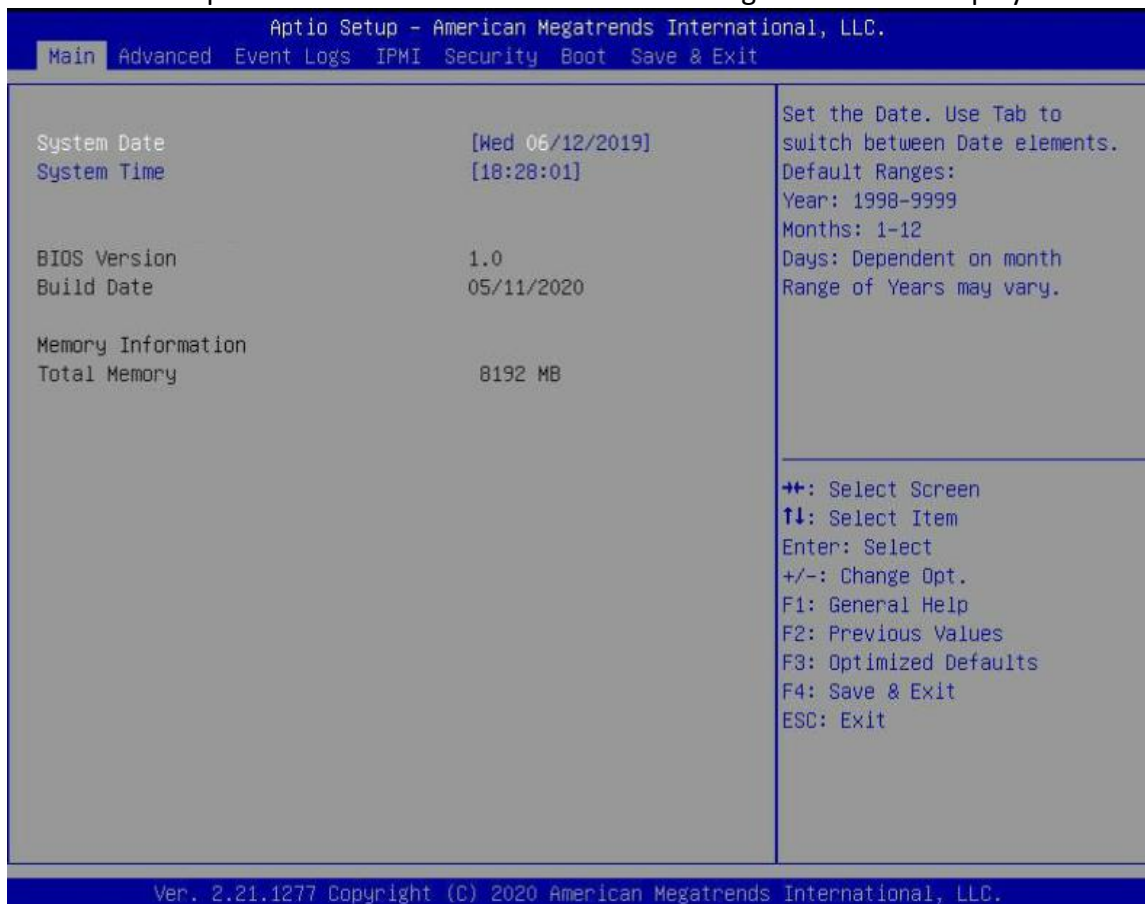 Aptio Setup – American Megatrends International, LLC.
Main Advanced Event Logs IPMI Security Boot Save & Exit
System Date [Wed 06/12/2019]
System Time [18:28:01]
BIOS Version 1.0
Build Date 05/11/2020
Memory Information
Total Memory 8192 MB
Set the Date. Use Tab to
switch between Date elements.
Default Ranges:
Year: 1998-9999
Months: 1-12
Days: Dependent on month
Range of Years may vary.
→←: Select Screen
↑↓: Select Item
Enter: Select
+/-: Change Opt.
F1: General Help
F2: Previous Values
F3: Optimized Defaults
F4: Save & Exit
ESC: Exit
Ver. 2.21.1277 Copyright (C) 2020 American Megatrends International, LLC.